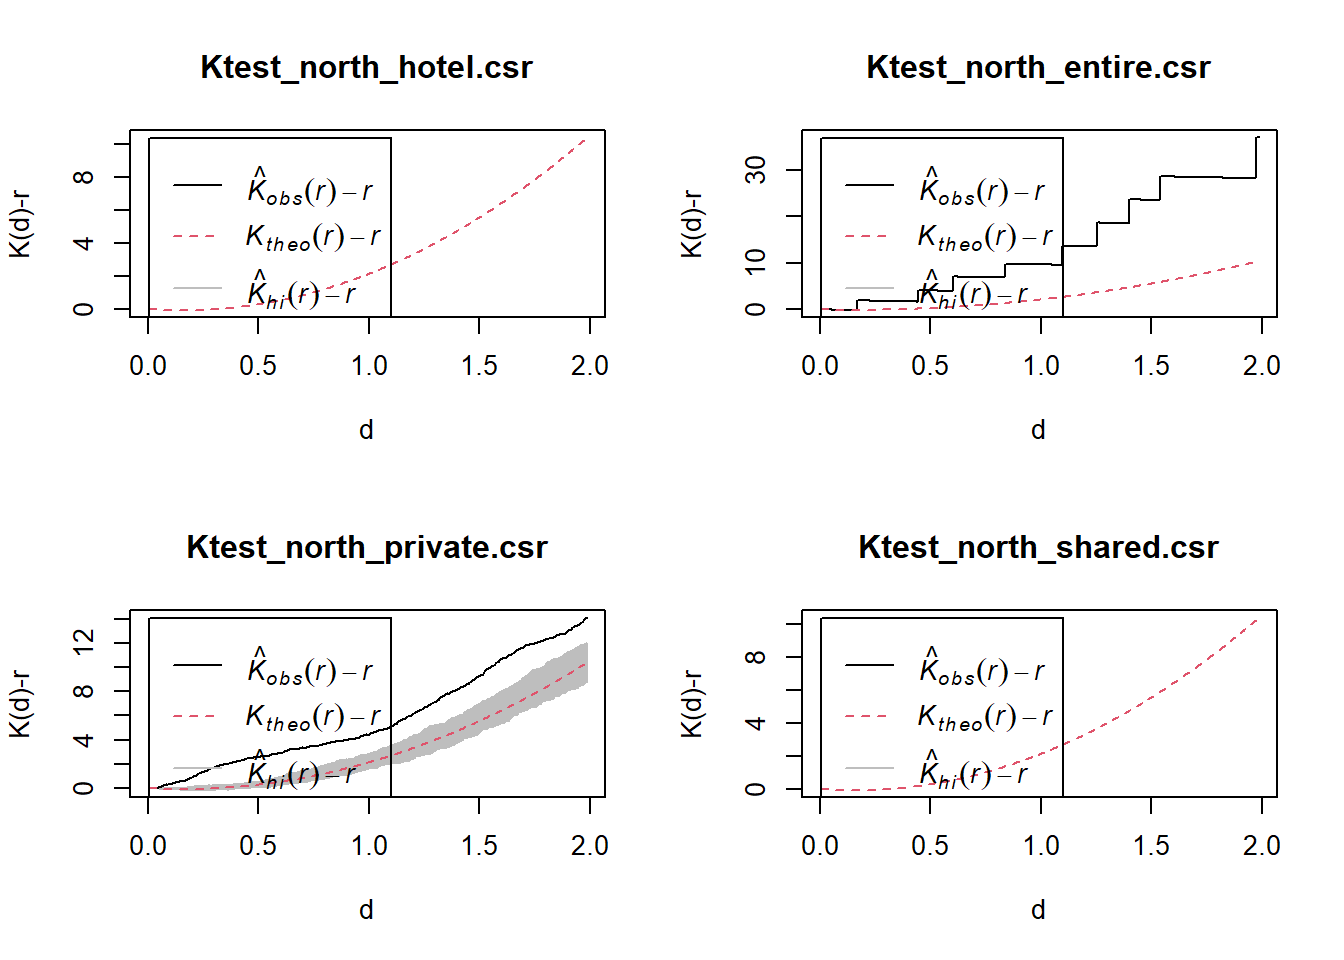 Ktest_north_hotel.csr
K(d)-r
8
4
0
K̂obs(r) – r
Ktheo(r) – r
K̂hi(r) – r
0.0 0.5 1.0 1.5 2.0
d
Ktest_north_entire.csr
K(d)-r
30
10
0
K̂obs(r) – r
Ktheo(r) – r
K̂hi(r) – r
0.0 0.5 1.0 1.5 2.0
d
Ktest_north_private.csr
K(d)-r
12
8
4
0
K̂obs(r) – r
Ktheo(r) – r
K̂hi(r) – r
0.0 0.5 1.0 1.5 2.0
d
Ktest_north_shared.csr
K(d)-r
8
4
0
K̂obs(r) – r
Ktheo(r) – r
K̂hi(r) – r
0.0 0.5 1.0 1.5 2.0
d